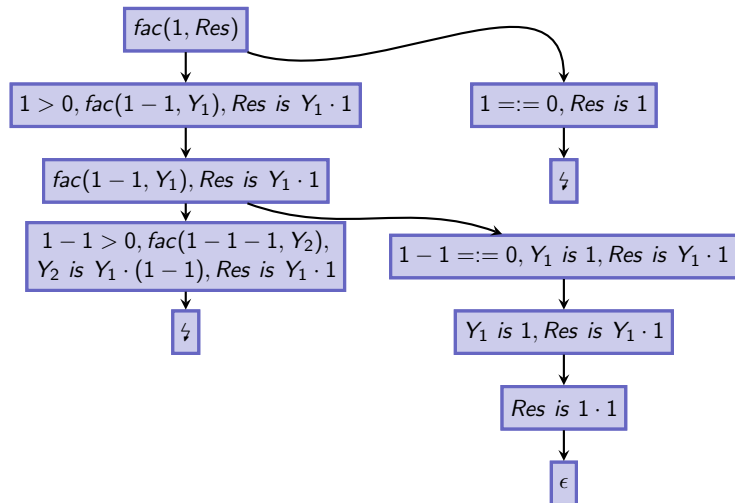 fac(1, Res)
1 > 0, fac(1 − 1, Y₁), Res is Y₁ · 1
1 =:= 0, Res is 1
fac(1 − 1, Y₁), Res is Y₁ · 1
↯
1 − 1 > 0, fac(1 − 1 − 1, Y₂),
Y₂ is Y₁ · (1 − 1), Res is Y₁ · 1
1 − 1 =:= 0, Y₁ is 1, Res is Y₁ · 1
↯
Y₁ is 1, Res is Y₁ · 1
Res is 1 · 1
ϵ